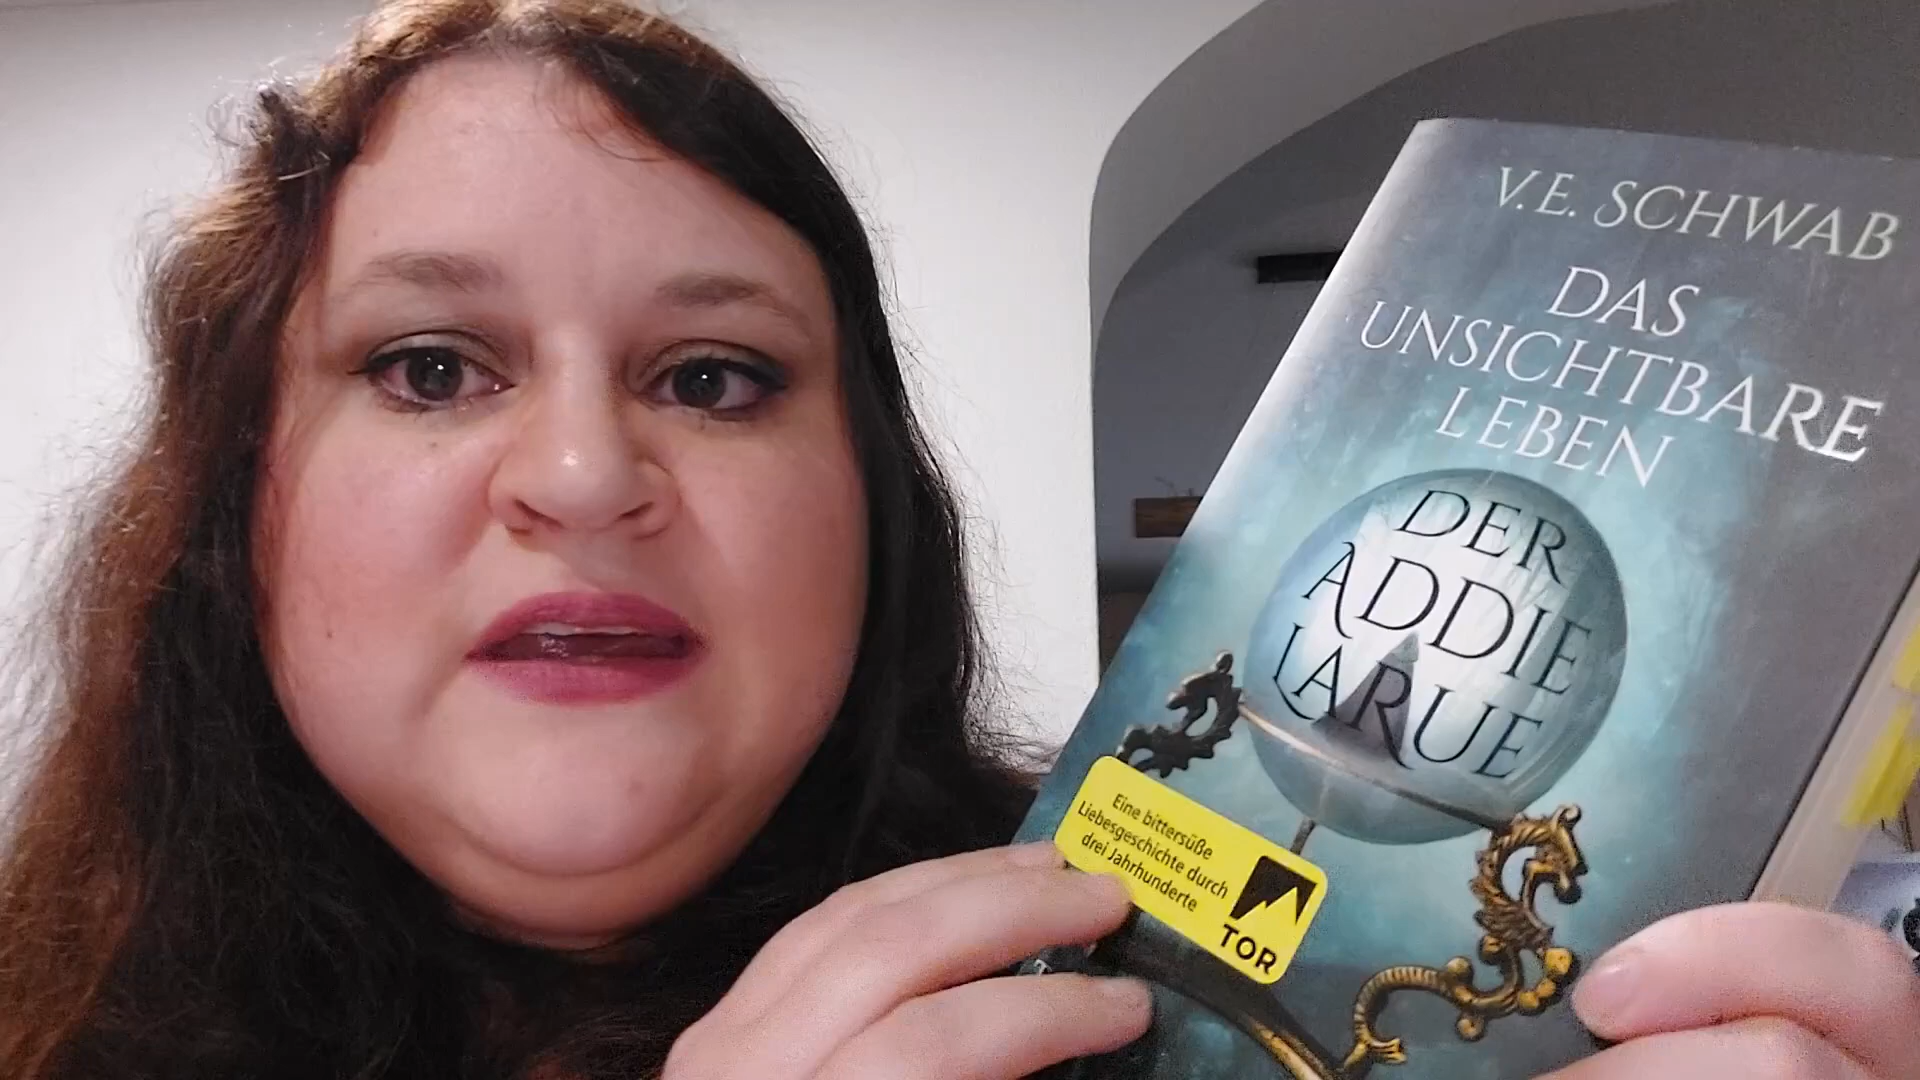 V.E. SCHWAB
DAS
UNSICHTBARE
LEBEN
DER
ADDIE
LARUE
Eine bittersüße
Liebesgeschichte durch
drei Jahrhunderte
TOR